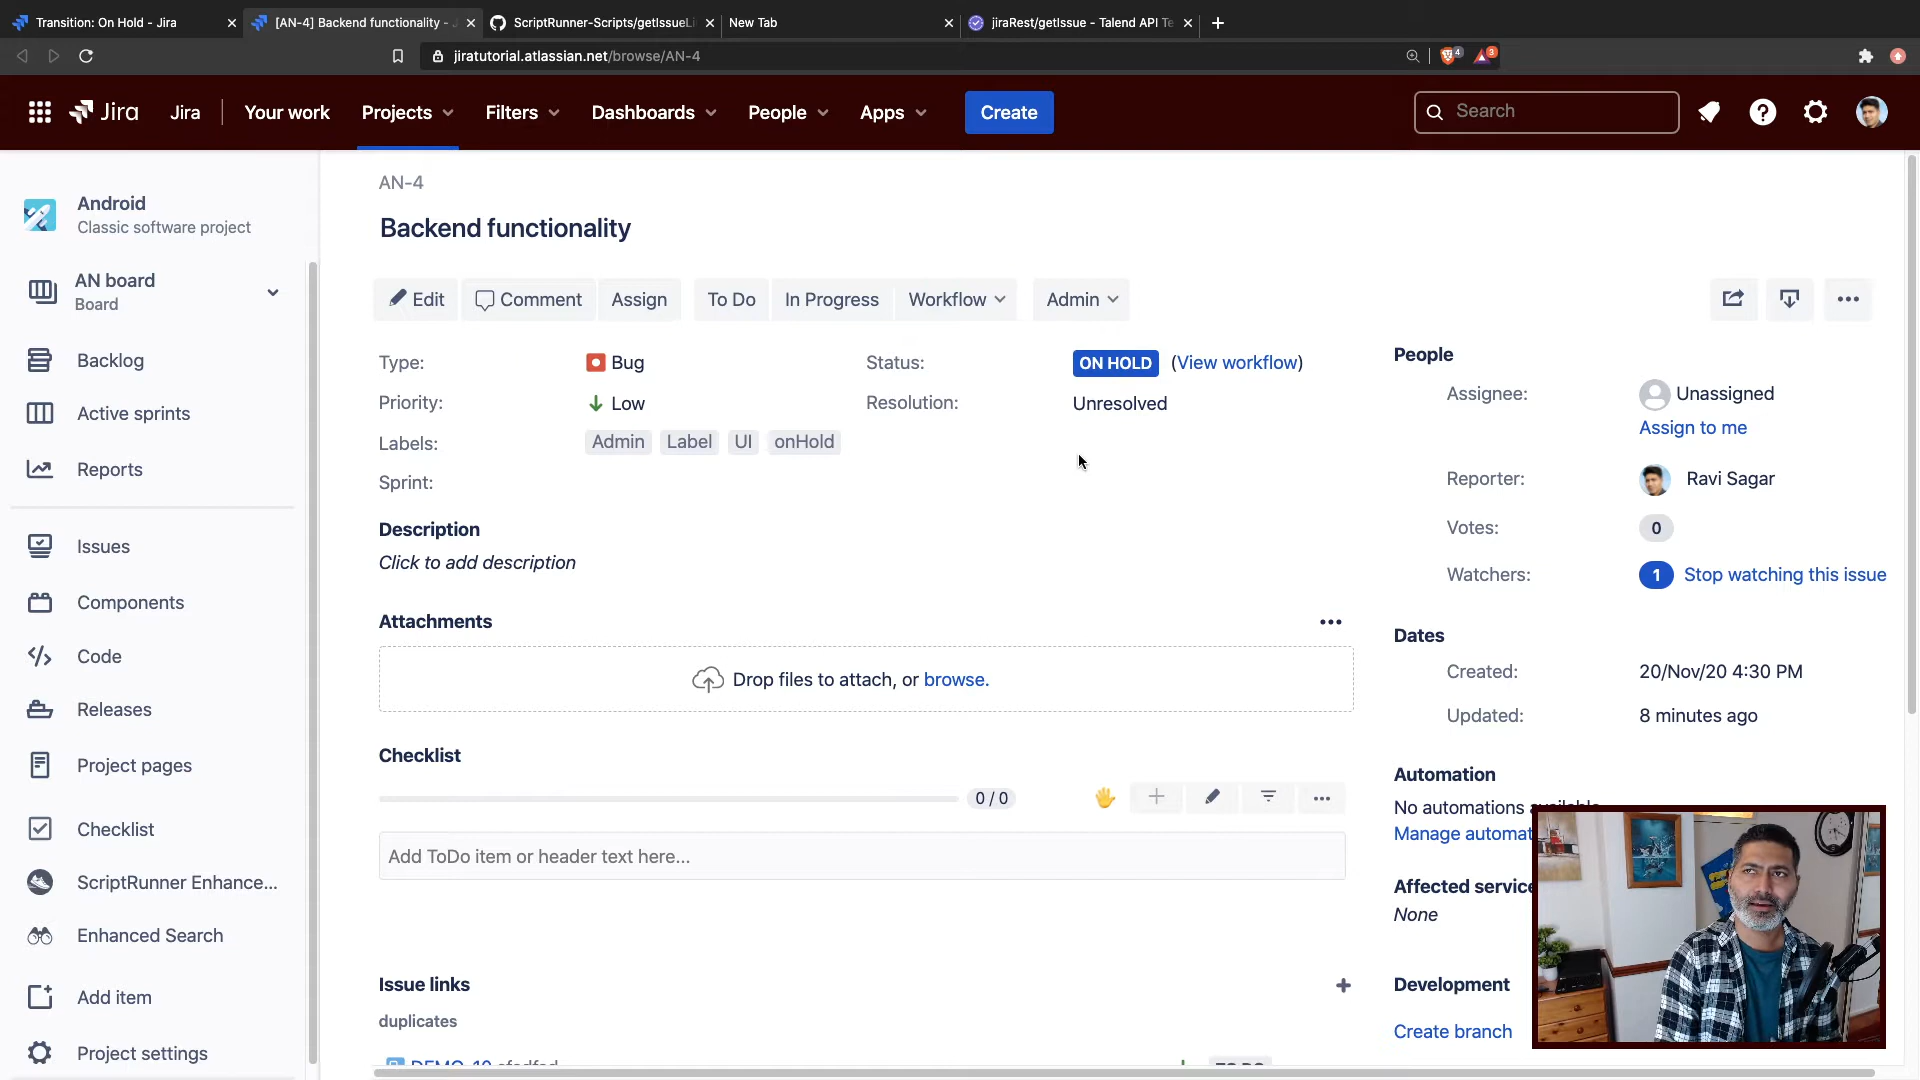 Transition: On Hold - Jira
[AN-4] Backend functionality - J
ScriptRunner-Scripts/getIssueLi
New Tab
jiraRest/getIssue - Talend API Te
jiratutorial.atlassian.net/browse/AN-4
4
3
Jira
Jira
Your work
Projects
Filters
Dashboards
People
Apps
Create
Search
Android
Classic software project
AN board
Board
Backlog
Active sprints
Reports
Issues
Components
Code
Releases
Project pages
Checklist
ScriptRunner Enhance...
Enhanced Search
Add item
Project settings
AN-4
Backend functionality
Edit
Comment
Assign
To Do
In Progress
Workflow
Admin
Type:
Bug
Status:
ON HOLD
(View workflow)
Priority:
Low
Resolution:
Unresolved
Labels:
Admin
Label
UI
onHold
Sprint:
Description
Click to add description
Attachments
Drop files to attach, or browse.
Checklist
0 / 0
Add ToDo item or header text here...
Issue links
duplicates
People
Assignee:
Unassigned
Assign to me
Reporter:
Ravi Sagar
Votes:
0
Watchers:
1
Stop watching this issue
Dates
Created:
20/Nov/20 4:30 PM
Updated:
8 minutes ago
Automation
No automations available
Manage automat
Affected service
None
Development
Create branch